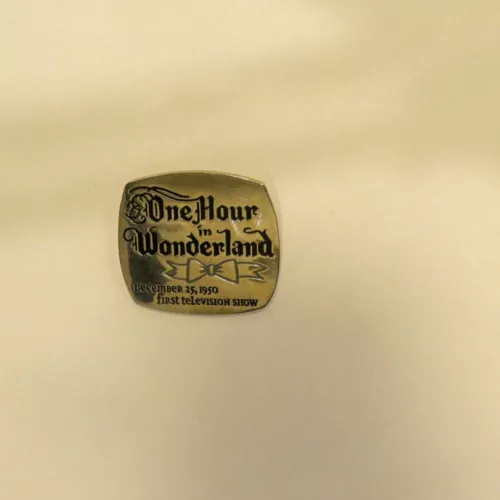 One Hour
in
Wonderland
December 25, 1950
first television show